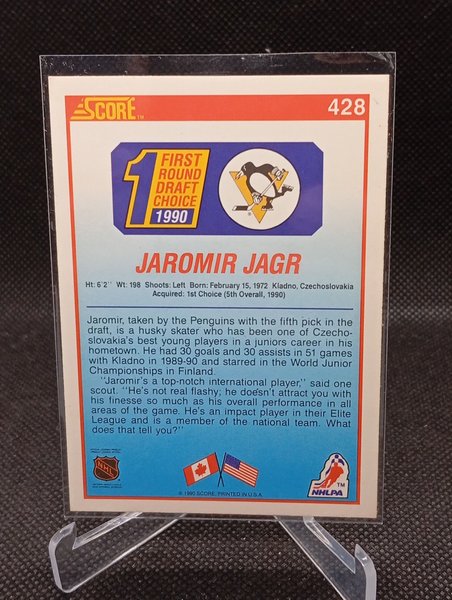 SCORE TM
428
1 FIRST
ROUND
DRAFT
CHOICE
1990
JAROMIR JAGR
Ht: 6'2" Wt: 198 Shoots: Left Born: February 15, 1972 Kladno, Czechoslovakia
Acquired: 1st Choice (5th Overall, 1990)
Jaromir, taken by the Penguins with the fifth pick in the
draft, is a husky skater who has been one of Czecho-
slovakia's best young players in a juniors career in his
hometown. He had 30 goals and 30 assists in 51 games
with Kladno in 1989-90 and starred in the World Junior
Championships in Finland.
"Jaromir's a top-notch international player," said one
scout. "He's not real flashy; he doesn't attract you with
his finesse so much as his overall performance in all
areas of the game. He's an impact player in their Elite
League and is a member of the national team. What
does that tell you?"
NHL
NHLPA
TM
© 1990 SCORE, PRINTED IN U.S.A.